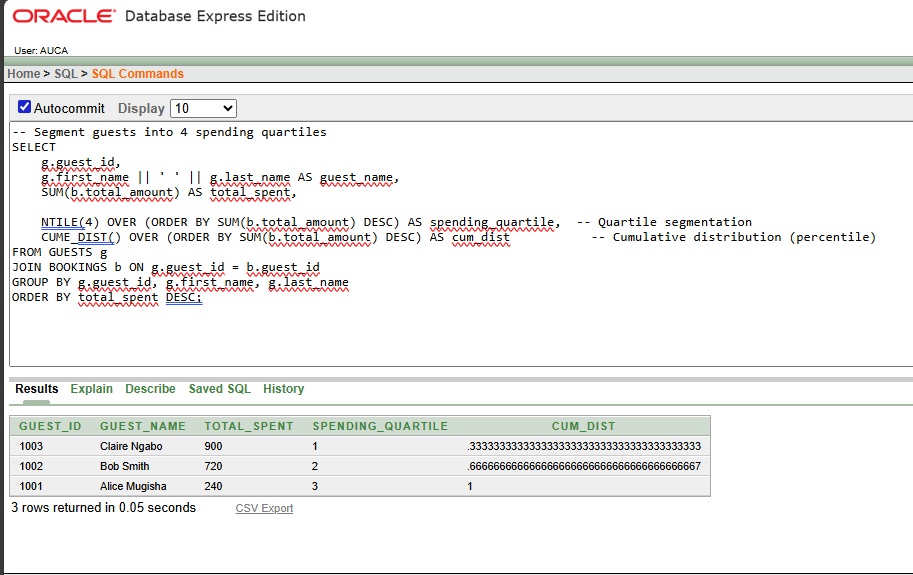 ORACLE® Database Express Edition
User: AUCA
Home > SQL > SQL Commands
Autocommit Display 10
-- Segment guests into 4 spending quartiles
SELECT
g.guest_id,
g.first_name || ' ' || g.last_name AS guest_name,
SUM(b.total_amount) AS total_spent,
NTILE(4) OVER (ORDER BY SUM(b.total_amount) DESC) AS spending_quartile, -- Quartile segmentation
CUME_DIST() OVER (ORDER BY SUM(b.total_amount) DESC) AS cum_dist -- Cumulative distribution (percentile)
FROM GUESTS g
JOIN BOOKINGS b ON g.guest_id = b.guest_id
GROUP BY g.guest_id, g.first_name, g.last_name
ORDER BY total_spent DESC;
Results Explain Describe Saved SQL History
GUEST_ID GUEST_NAME TOTAL_SPENT SPENDING_QUARTILE CUM_DIST
1003 Claire Ngabo 900 1 .3333333333333333333333333333333333333333
1002 Bob Smith 720 2 .6666666666666666666666666666666666666667
1001 Alice Mugisha 240 3 1
3 rows returned in 0.05 seconds CSV Export